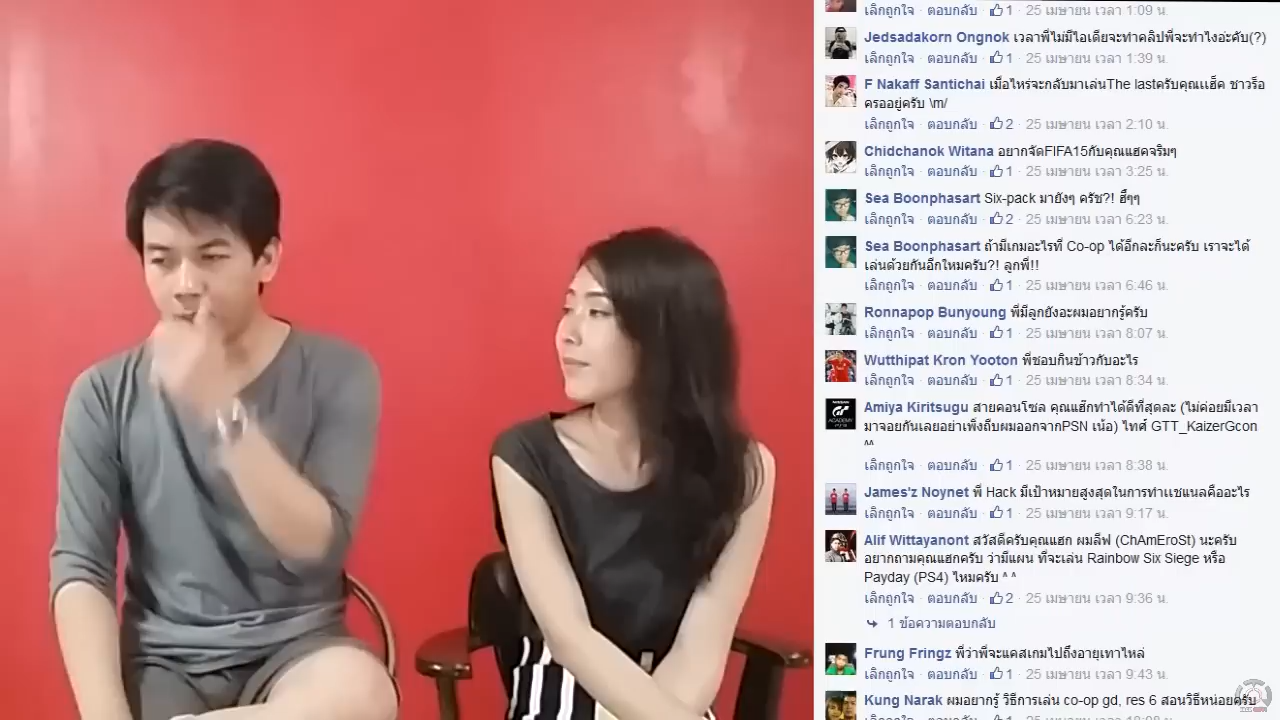 เลิกถูกใจ · ตอบกลับ · 1 · 25 เมษายน เวลา 1:09 น.
Jedsadakorn Ongnok เวลาพี่ไม่มีไอเดียจะทำคลิปพี่จะทำไงอ่ะคับ(?)
เลิกถูกใจ · ตอบกลับ · 1 · 25 เมษายน เวลา 1:39 น.
F Nakaff Santichai เมื่อไหร่จะกลับมาเล่นThe lastครับคุณแฮ็ค ชาวร็อ
ครออยู่ครับ \m/
เลิกถูกใจ · ตอบกลับ · 2 · 25 เมษายน เวลา 2:10 น.
Chidchanok Witana อยากจัดFIFA15กับคุณแฮคจริมๆ
เลิกถูกใจ · ตอบกลับ · 1 · 25 เมษายน เวลา 3:25 น.
Sea Boonphasart Six-pack มายังๆ ครัช?! ฮี๊ๆๆ
เลิกถูกใจ · ตอบกลับ · 2 · 25 เมษายน เวลา 6:23 น.
Sea Boonphasart ถ้ามีเกมอะไรที่ Co-op ได้อีกละก็นะครับ เราจะได้
เล่นด้วยกันอีกใหมครับ?! ลูกพี่!!
เลิกถูกใจ · ตอบกลับ · 1 · 25 เมษายน เวลา 6:46 น.
Ronnapop Bunyoung พี่มีลูกยังอะผมอยากรู้ครับ
เลิกถูกใจ · ตอบกลับ · 1 · 25 เมษายน เวลา 8:07 น.
Wutthipat Kron Yooton พี่ชอบกินข้าวกับอะไร
เลิกถูกใจ · ตอบกลับ · 1 · 25 เมษายน เวลา 8:34 น.
Amiya Kiritsugu สายคอนโซล คุณแฮ๊กทำได้ดีที่สุดละ (ไม่ค่อยมีเวลา
มาจอยกันเลยอย่าเพิ่งถีบผมออกจากPSN เน้อ) ไทศ์ GTT_KaizerGcon
^^
เลิกถูกใจ · ตอบกลับ · 1 · 25 เมษายน เวลา 8:38 น.
James'z Noynet พี่ Hack มีเป้าหมายสูงสุดในการทำเเชแนลคืออะไร
เลิกถูกใจ · ตอบกลับ · 1 · 25 เมษายน เวลา 9:17 น.
Alif Wittayanont สวัสดีครับคุณแฮก ผมลีฟ (ChAmEroSt) นะครับ
อยากถามคุณแฮกครับ ว่ามีแผน ที่จะเล่น Rainbow Six Siege หรือ
Payday (PS4) ไหมครับ ^ ^
เลิกถูกใจ · ตอบกลับ · 2 · 25 เมษายน เวลา 9:36 น.
1 ข้อความตอบกลับ
Frung Fringz พี่ว่าพี่จะแคสเกมไปถึงอายุเทาไหล่
เลิกถูกใจ · ตอบกลับ · 1 · 25 เมษายน เวลา 9:43 น.
Kung Narak ผมอยากรู้ วิธีการเล่น co-op gd, res 6 สอนวิธีหน่อยครับ